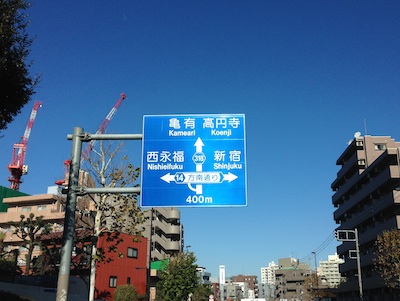 亀有 高円寺
Kameari Koenji
318
西永福 新宿
Nishieifuku Shinjuku
14 方南通り
400m